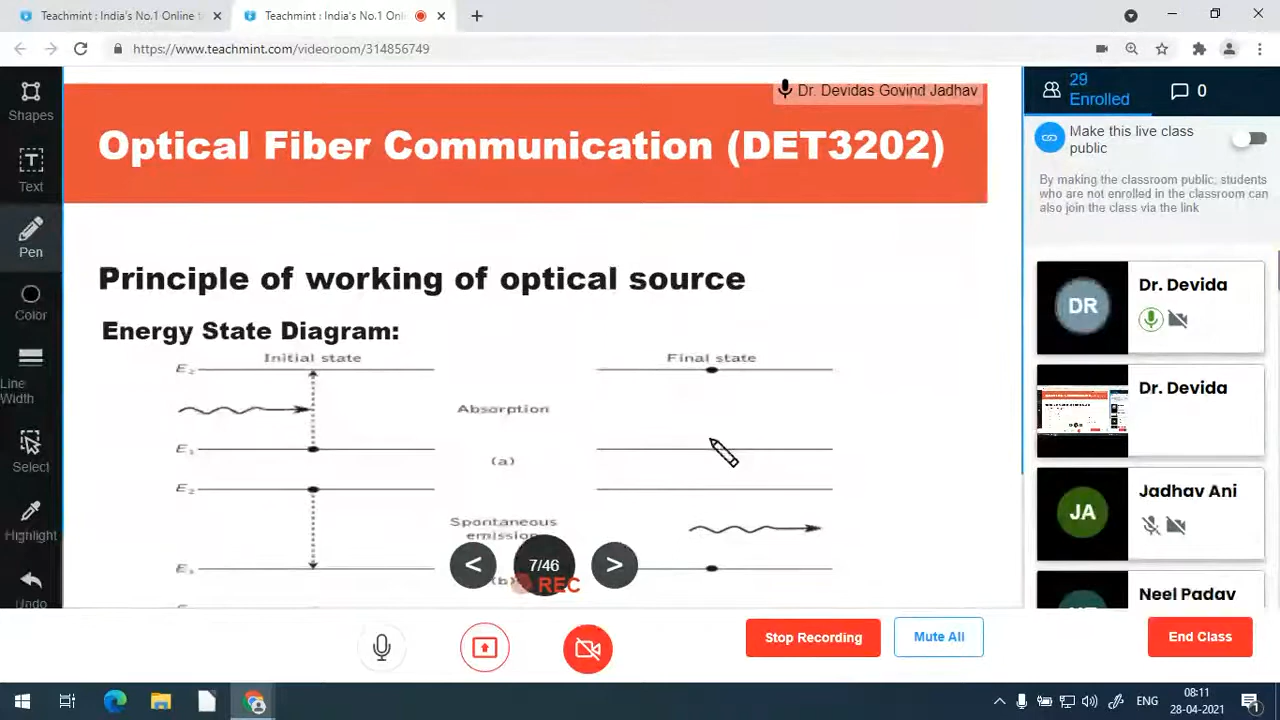 Teachmint : India's No.1 Online t
Teachmint : India's No.1 Onl
https://www.teachmint.com/videoroom/314856749
Shapes
Text
Pen
Color
Line
Width
Select
Highlight
Undo
Dr. Devidas Govind Jadhav
Optical Fiber Communication (DET3202)
Principle of working of optical source
Energy State Diagram:
Initial state
Final state
E₂
Absorption
E₁
(a)
E₂
Spontaneous
emission
E₁
(b)
< 7/46 >
REC
29
Enrolled
0
Make this live class
public
By making the classroom public, students
who are not enrolled in the classroom can
also join the class via the link
DR
Dr. Devida
Dr. Devida
JA
Jadhav Ani
Neel Padav
Stop Recording
Mute All
End Class
ENG
08:11
28-04-2021
1